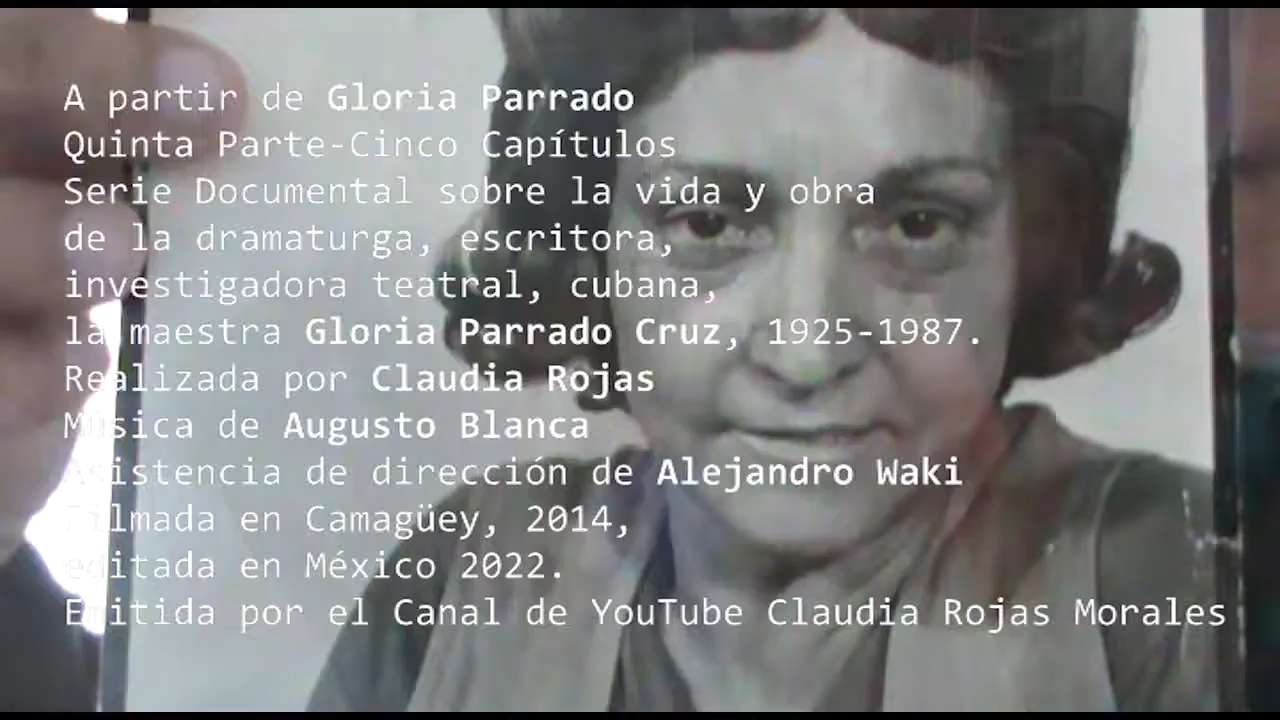 A partir de Gloria Parrado
Quinta Parte-Cinco Capítulos
Serie Documental sobre la vida y obra
de la dramaturga, escritora,
investigadora teatral, cubana,
la maestra Gloria Parrado Cruz, 1925-1987.
Realizada por Claudia Rojas
Música de Augusto Blanca
Asistencia de dirección de Alejandro Waki
Filmada en Camagüey, 2014,
editada en México 2022.
Emitida por el Canal de YouTube Claudia Rojas Morales